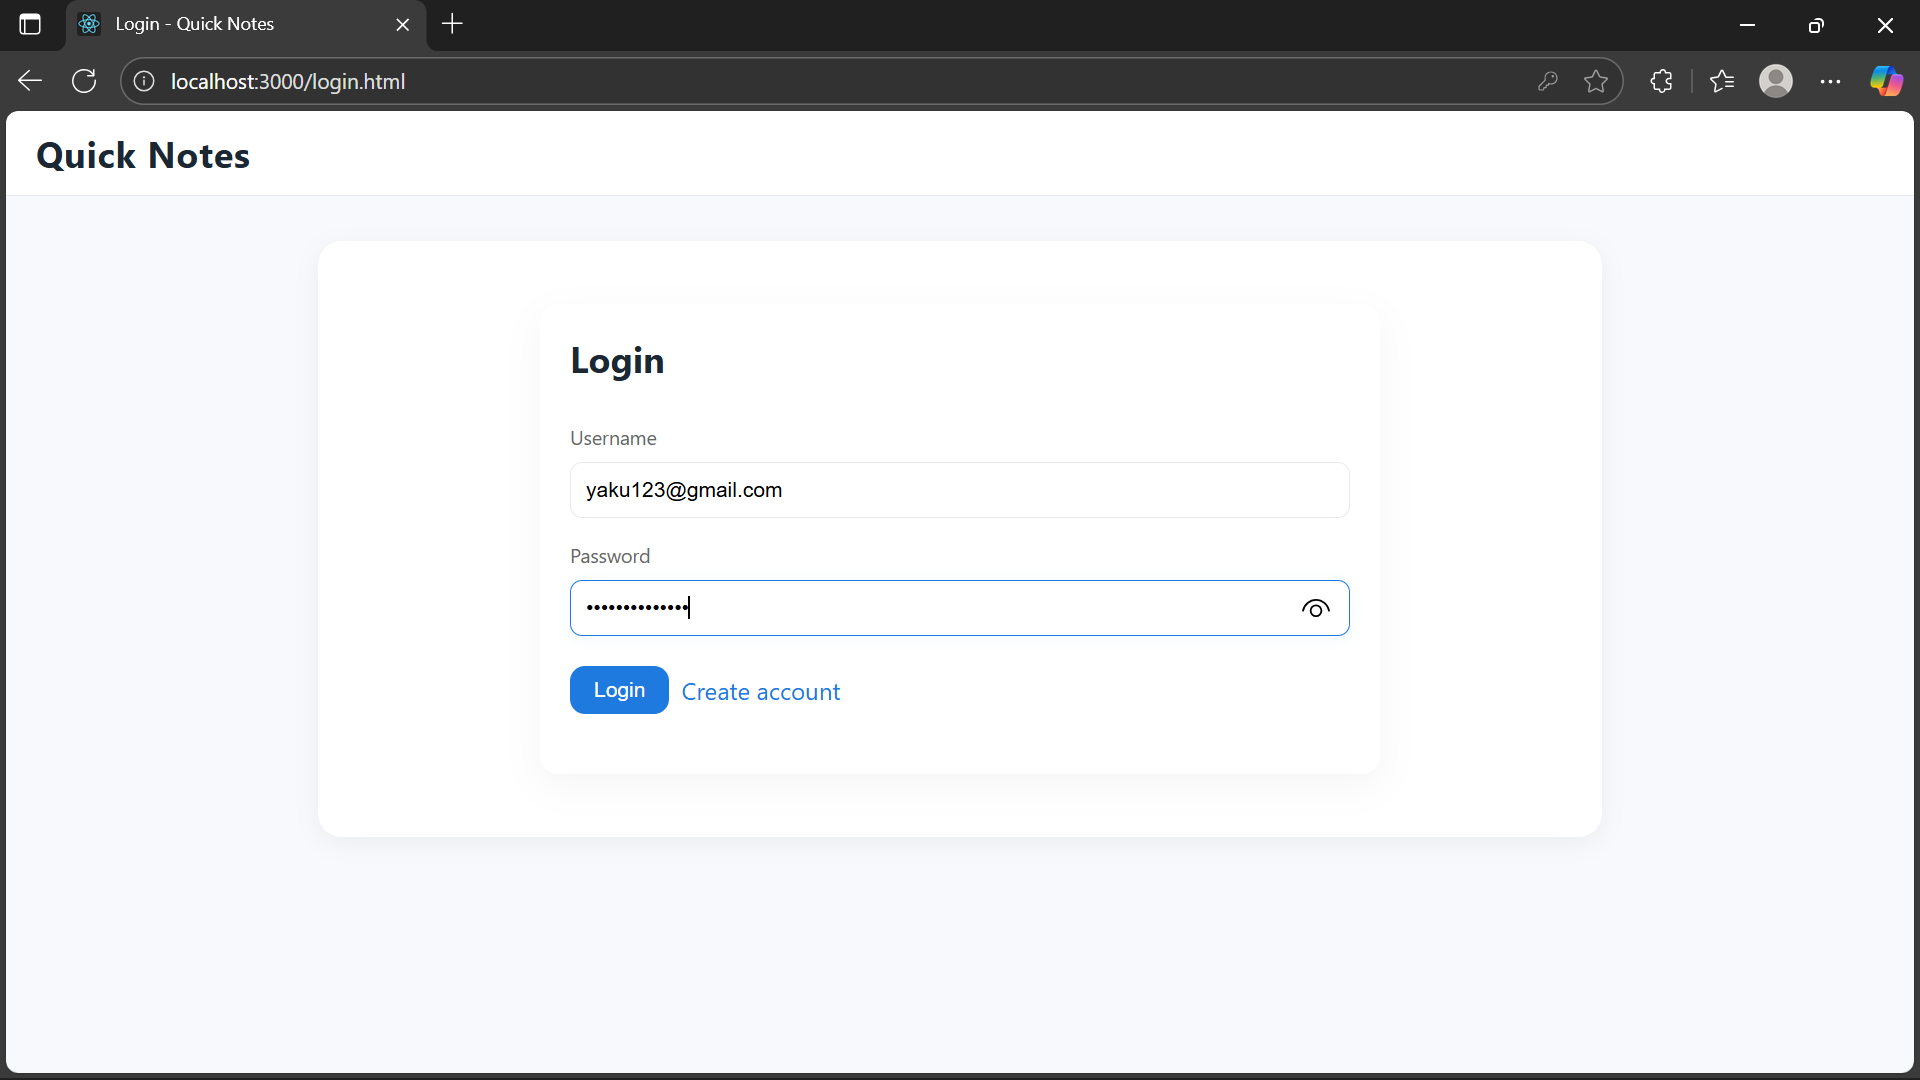 Login - Quick Notes
localhost:3000/login.html
Quick Notes
Login
Username
yaku123@gmail.com
Password
••••••••••••••
Login Create account